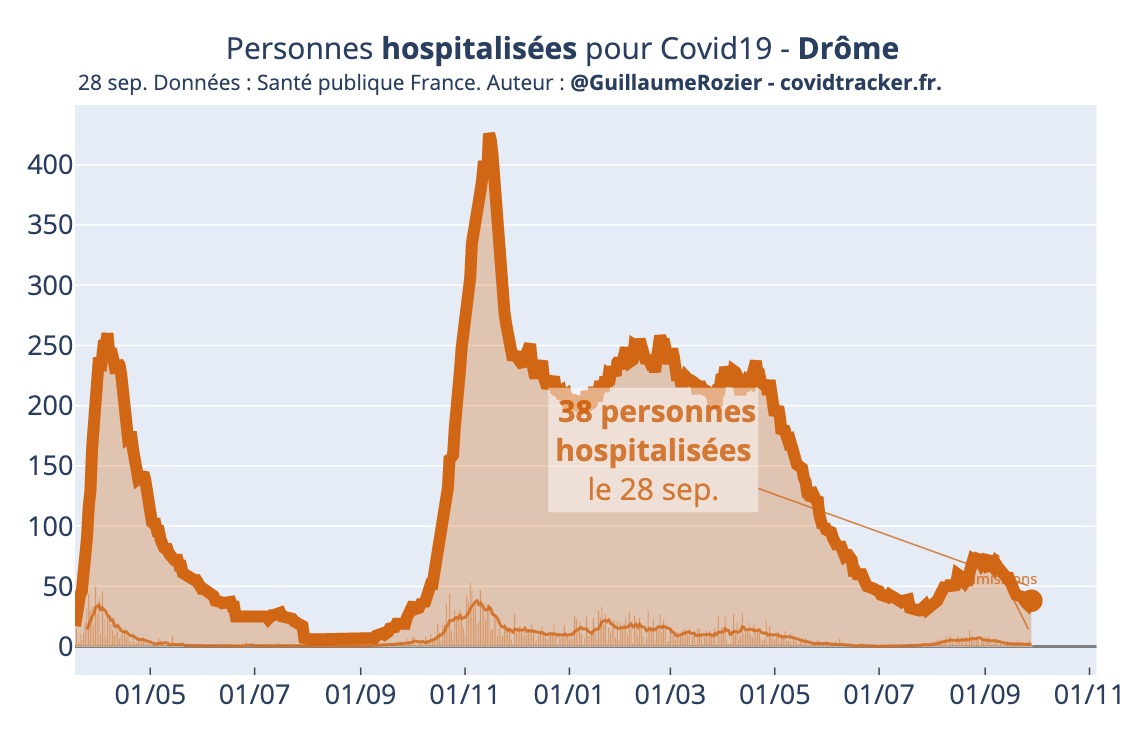 Personnes hospitalisées pour Covid19 - Drôme
28 sep. Données : Santé publique France. Auteur : @GuillaumeRozier - covidtracker.fr.
400
350
300
250
200
150
100
50
0
38 personnes
hospitalisées
le 28 sep.
01/05 01/07 01/09 01/11 01/01 01/03 01/05 01/07 01/09 01/11